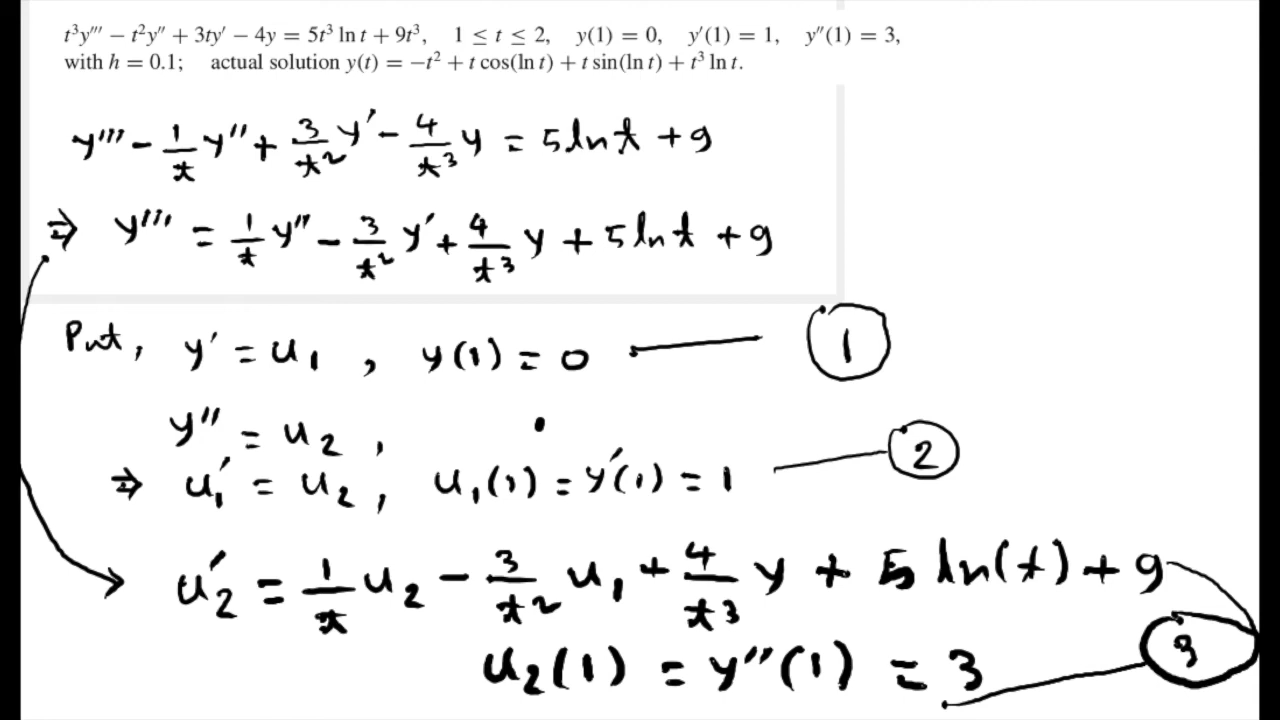 t³y′′′ − t²y′′ + 3ty′ − 4y = 5t³ ln t + 9t³, 1 ≤ t ≤ 2, y(1) = 0, y′(1) = 1, y′′(1) = 3,
with h = 0.1; actual solution y(t) = −t² + t cos(ln t) + t sin(ln t) + t³ ln t.
y''' - 1/t y'' + 3/t² y' - 4/t³ y = 5 ln t + 9
⇒ y''' = 1/t y'' - 3/t² y' + 4/t³ y + 5 ln t + 9
Put, y' = u₁, y(1) = 0 — 1
y'' = u₂,
⇒ u₁' = u₂, u₁(1) = y'(1) = 1 — 2
u₂' = 1/t u₂ - 3/t² u₁ + 4/t³ y + 5 ln(t) + 9
u₂(1) = y''(1) = 3 — 3